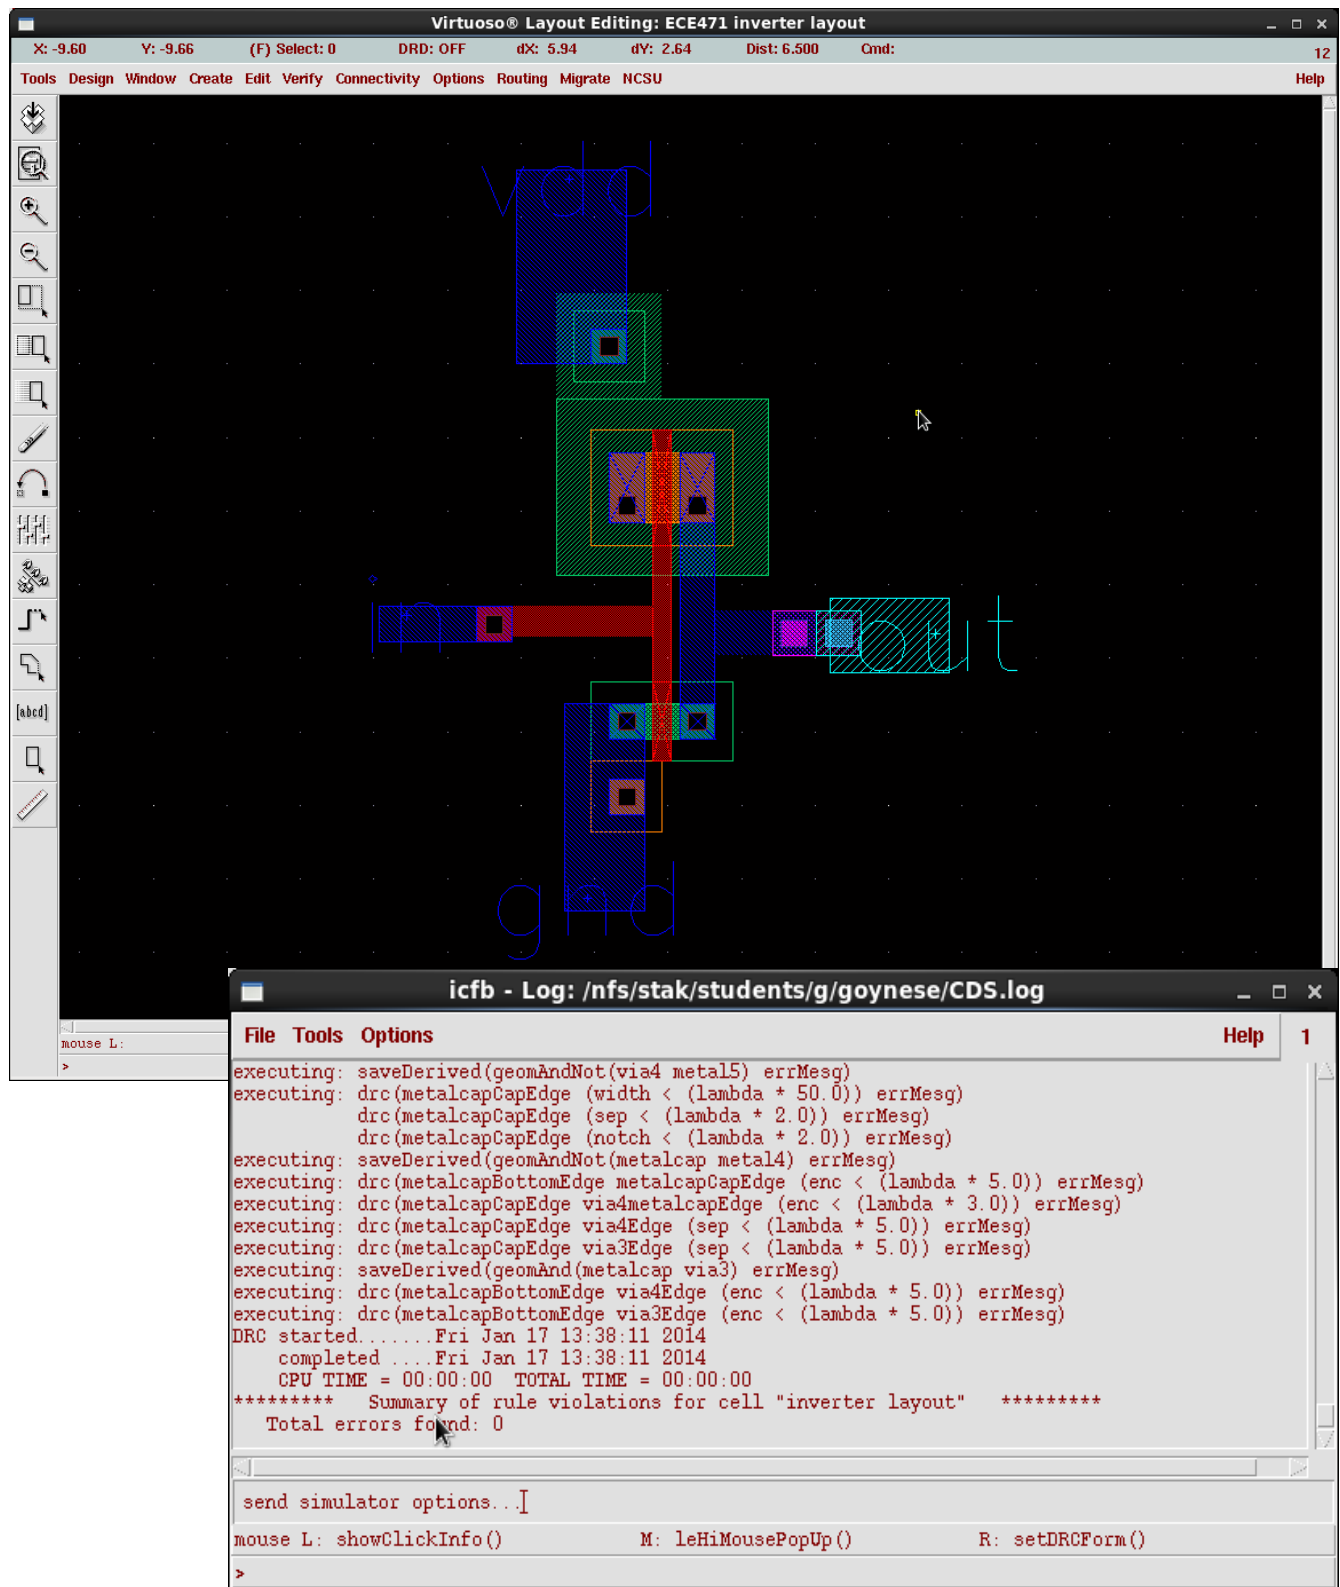 Virtuoso® Layout Editing: ECE471 inverter layout
X: -9.60 Y: -9.66 (F) Select: 0 DRD: OFF dX: 5.94 dY: 2.64 Dist: 6.500 Cmd:
12
Tools Design Window Create Edit Verify Connectivity Options Routing Migrate NCSU Help
vdd
in
out
[abcd]
gnd
mouse L:
>
icfb - Log: /nfs/stak/students/g/goynese/CDS.log
File Tools Options Help 1
executing: saveDerived(geomAndNot(via4 metal5) errMesg)
executing: drc(metalcapCapEdge (width < (lambda * 50.0)) errMesg)
drc(metalcapCapEdge (sep < (lambda * 2.0)) errMesg)
drc(metalcapCapEdge (notch < (lambda * 2.0)) errMesg)
executing: saveDerived(geomAndNot(metalcap metal4) errMesg)
executing: drc(metalcapBottomEdge metalcapCapEdge (enc < (lambda * 5.0)) errMesg)
executing: drc(metalcapCapEdge via4metalcapEdge (enc < (lambda * 3.0)) errMesg)
executing: drc(metalcapCapEdge via4Edge (sep < (lambda * 5.0)) errMesg)
executing: drc(metalcapCapEdge via3Edge (sep < (lambda * 5.0)) errMesg)
executing: saveDerived(geomAnd(metalcap via3) errMesg)
executing: drc(metalcapBottomEdge via4Edge (enc < (lambda * 5.0)) errMesg)
executing: drc(metalcapBottomEdge via3Edge (enc < (lambda * 5.0)) errMesg)
DRC started.......Fri Jan 17 13:38:11 2014
completed ....Fri Jan 17 13:38:11 2014
CPU TIME = 00:00:00 TOTAL TIME = 00:00:00
********* Summary of rule violations for cell "inverter layout" *********
Total errors found: 0
send simulator options...
mouse L: showClickInfo() M: leHiMousePopUp() R: setDRCForm()
>